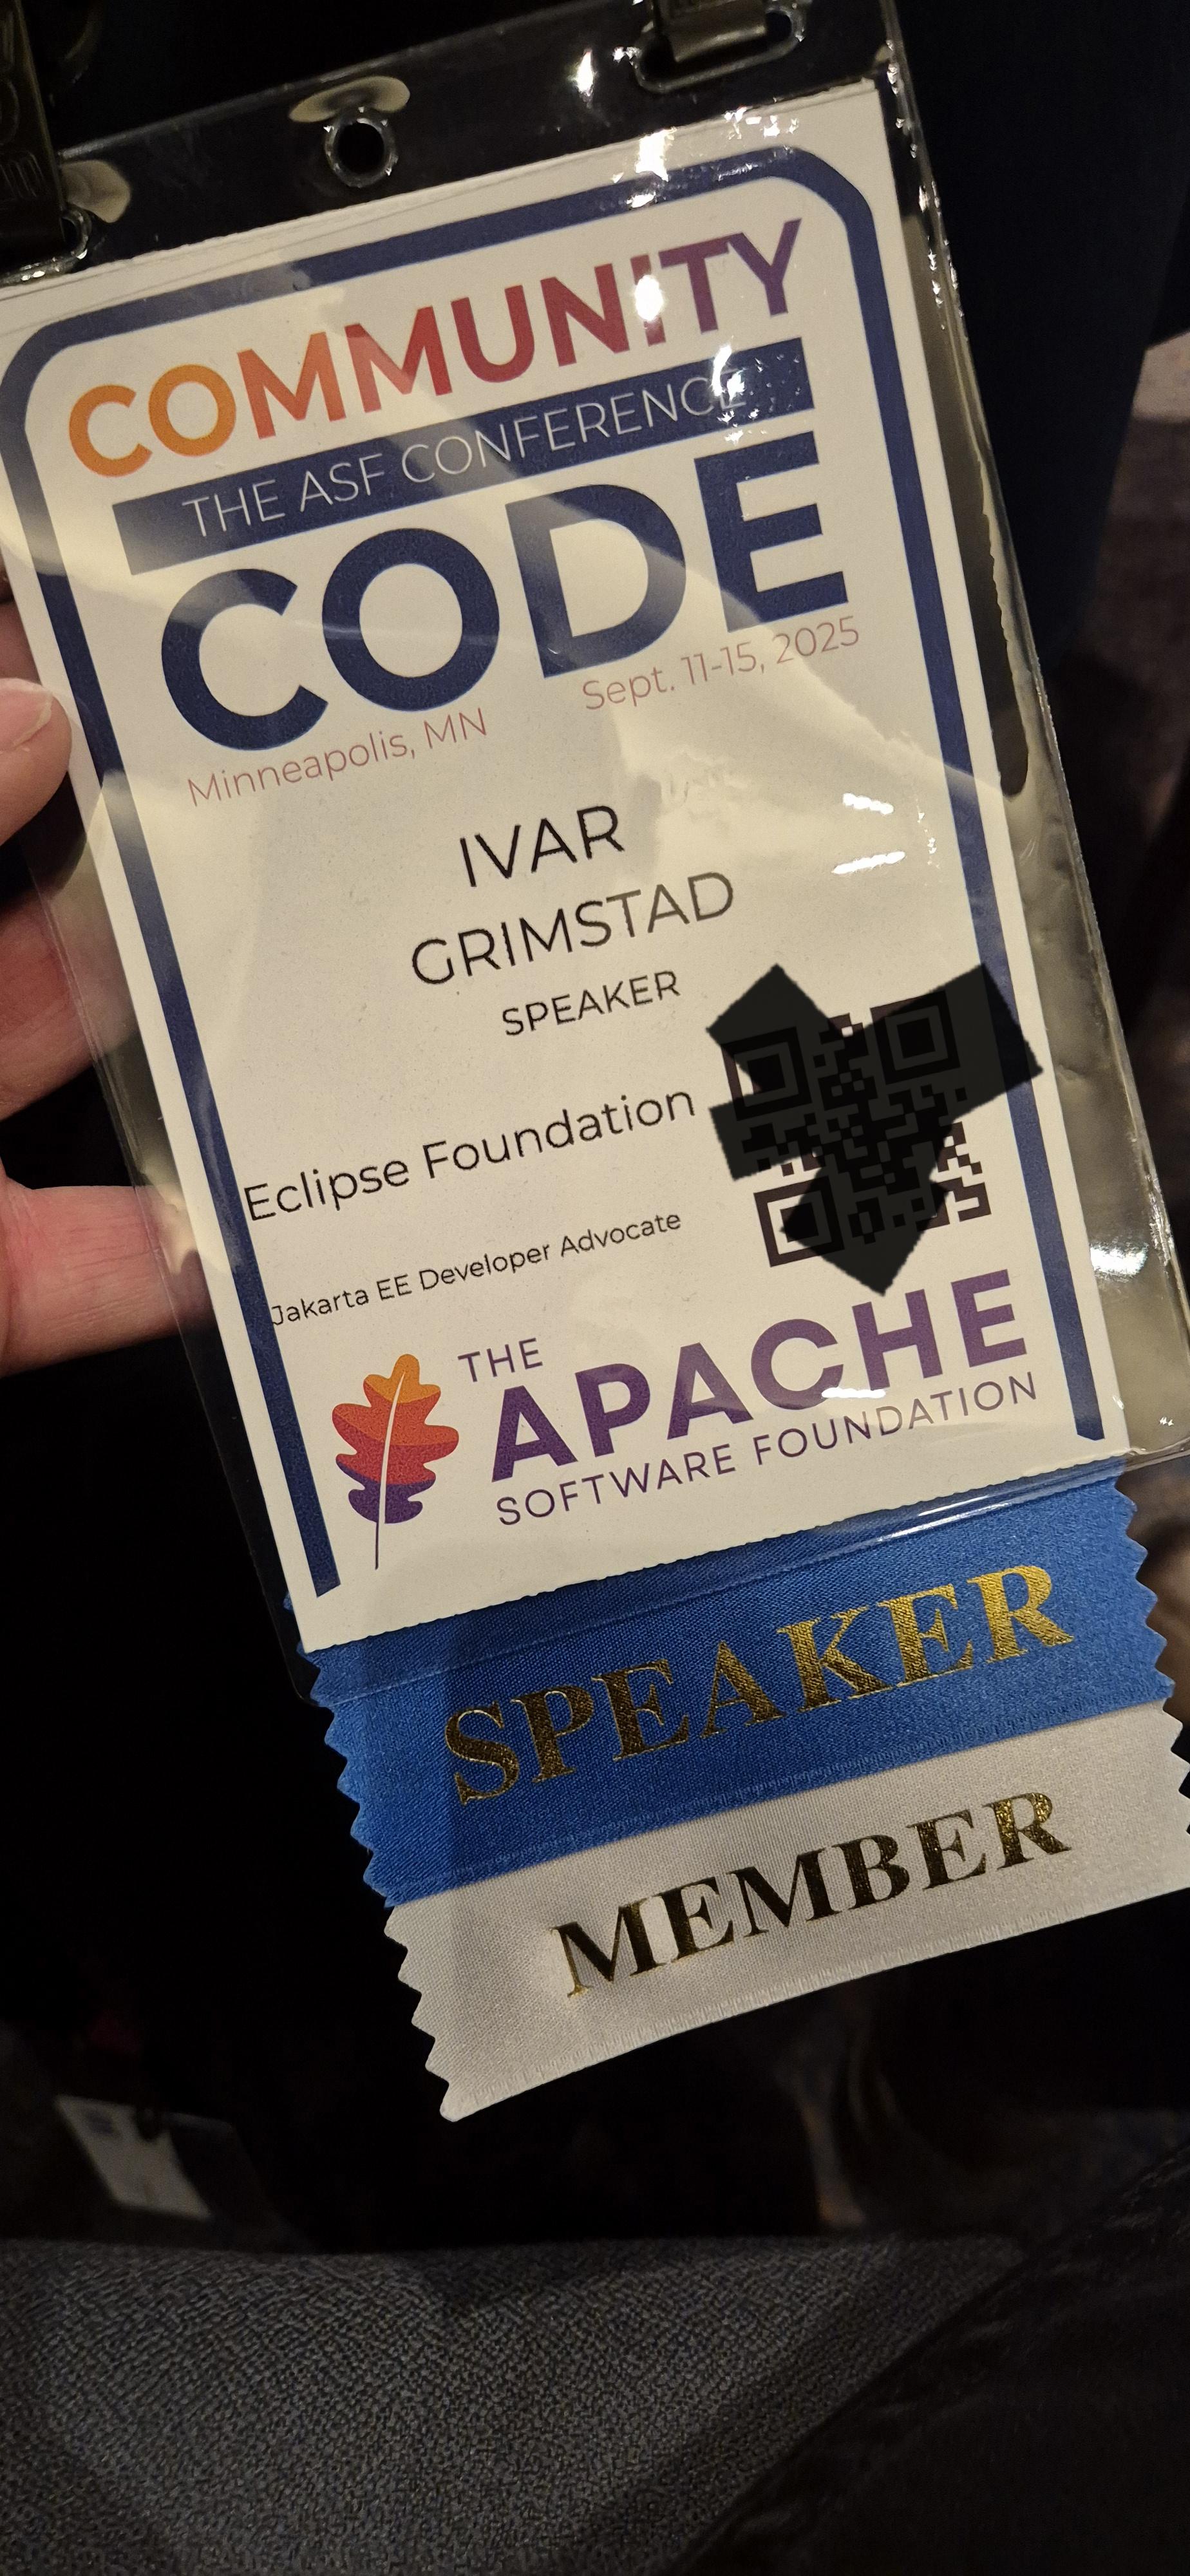 COMMUNITY
THE ASF CONFERENCE
CODE
Minneapolis, MN Sept. 11-15, 2025
IVAR
GRIMSTAD
SPEAKER
Eclipse Foundation
Jakarta EE Developer Advocate
THE
APACHE
SOFTWARE FOUNDATION
SPEAKER
MEMBER